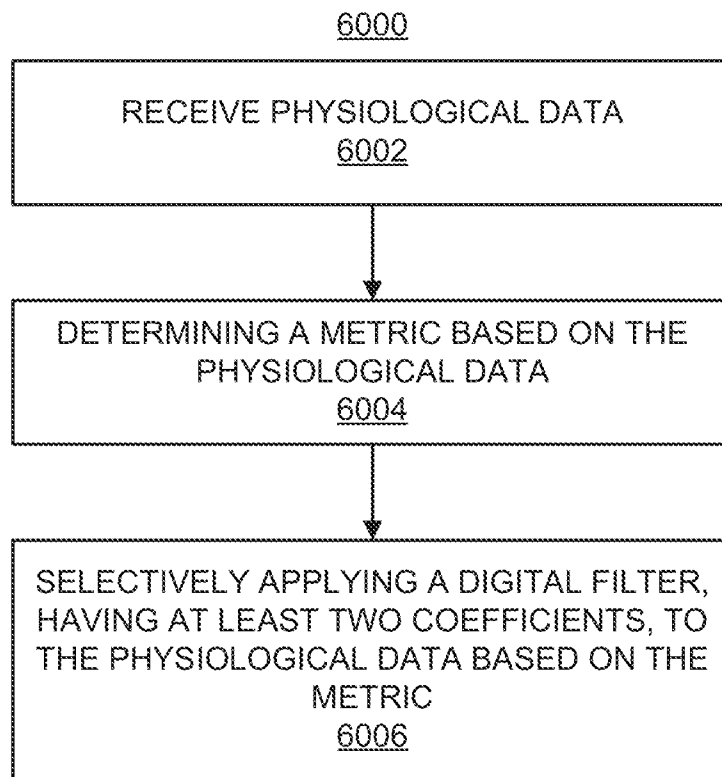 6000
RECEIVE PHYSIOLOGICAL DATA
6002
DETERMINING A METRIC BASED ON THE
PHYSIOLOGICAL DATA
6004
SELECTIVELY APPLYING A DIGITAL FILTER,
HAVING AT LEAST TWO COEFFICIENTS, TO
THE PHYSIOLOGICAL DATA BASED ON THE
METRIC
6006